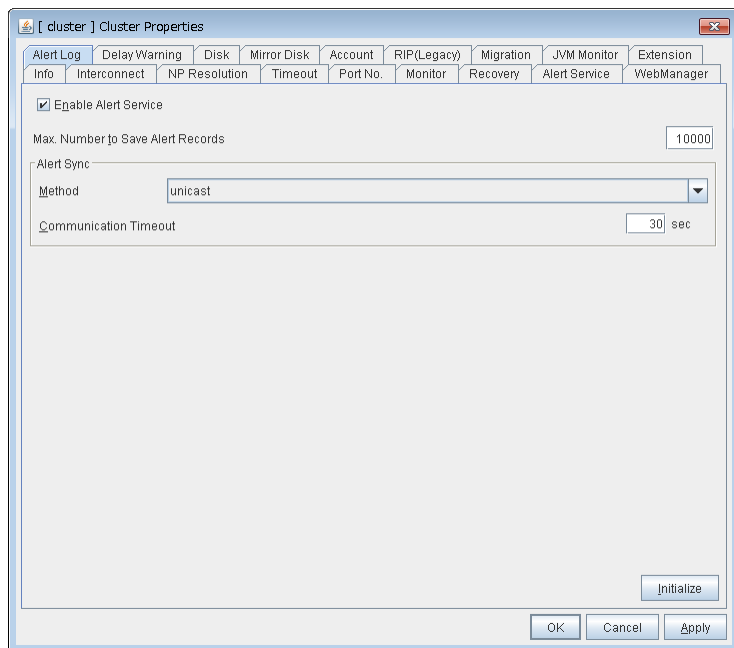 [ cluster ] Cluster Properties
Alert Log Delay Warning Disk Mirror Disk Account RIP(Legacy) Migration JVM Monitor Extension
Info Interconnect NP Resolution Timeout Port No. Monitor Recovery Alert Service WebManager
Enable Alert Service
Max. Number to Save Alert Records 10000
Alert Sync
Method unicast
Communication Timeout 30 sec
Initialize
OK Cancel Apply